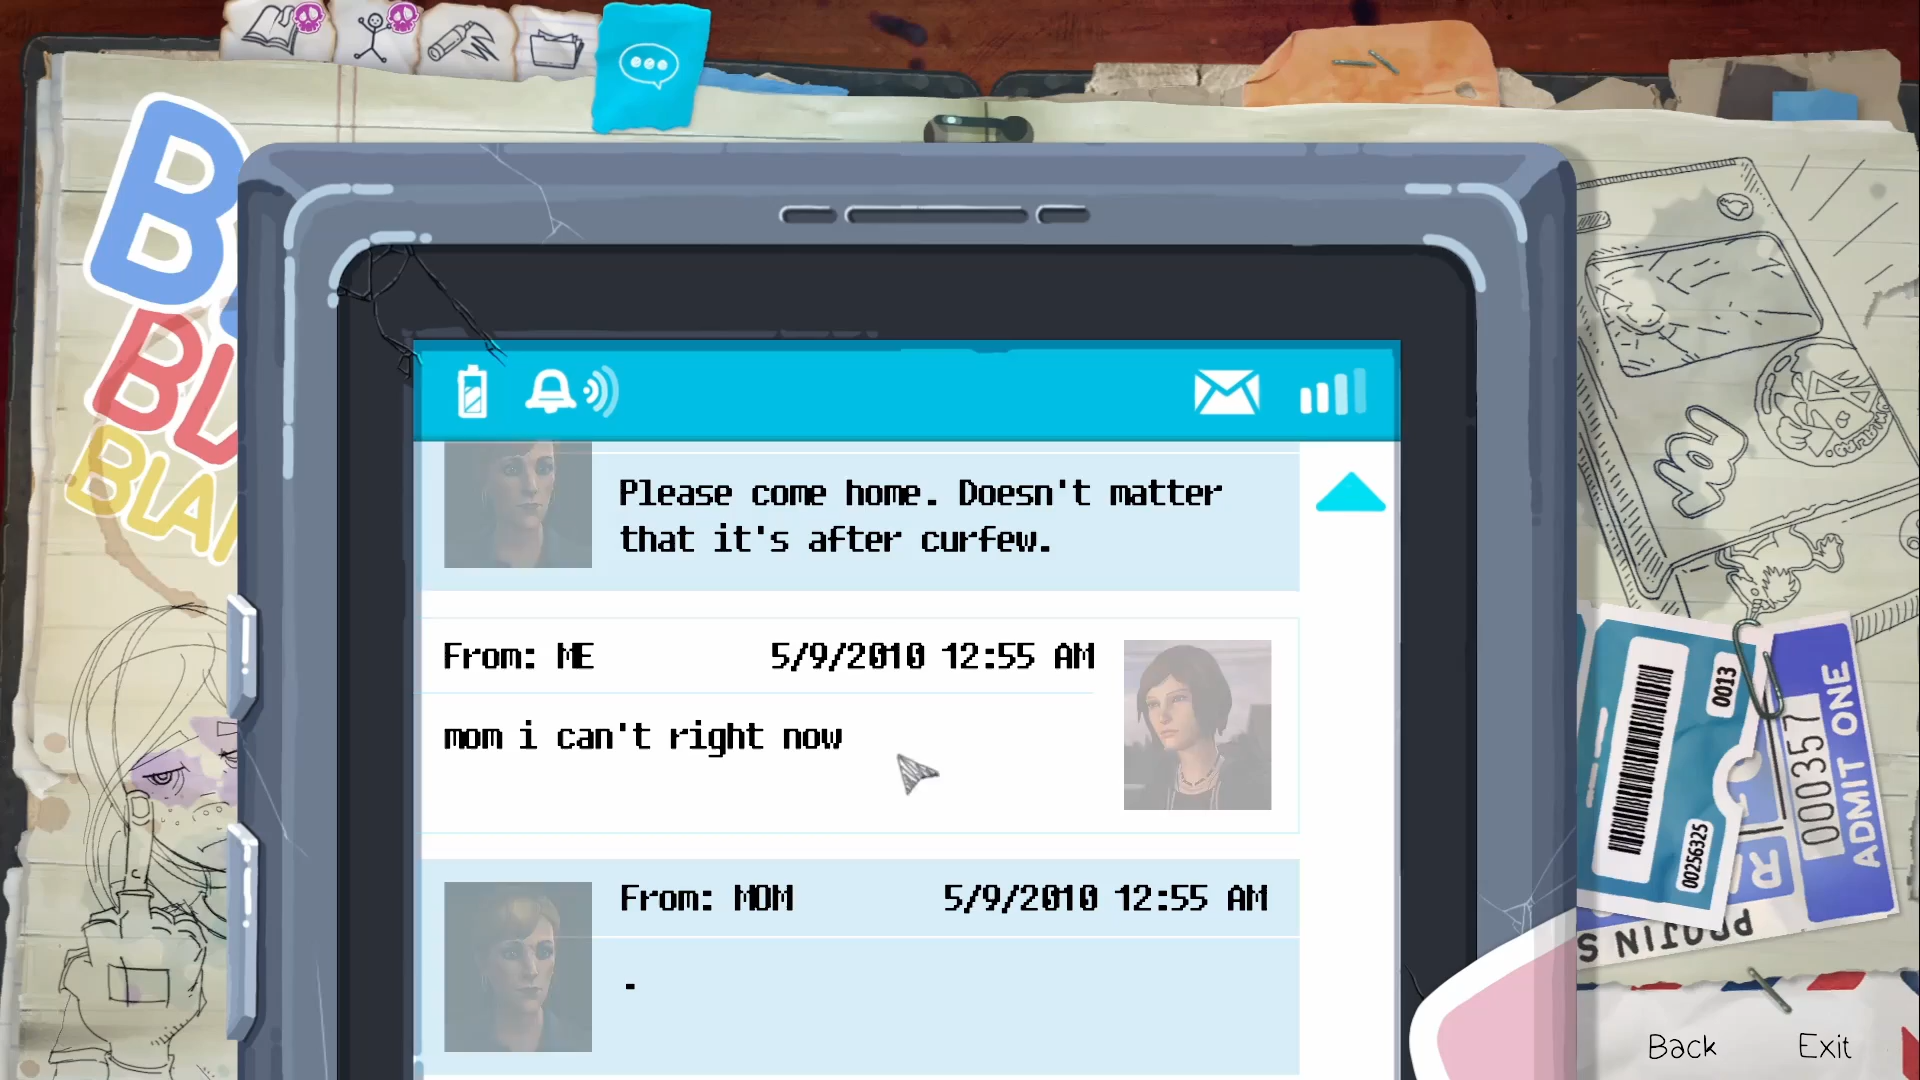 Please come home. Doesn't matter
that it's after curfew.
From: ME 5/9/2010 12:55 AM
mom i can't right now
From: MOM 5/9/2010 12:55 AM
.
0013
00256325
000357
ADMIT ONE
Back Exit